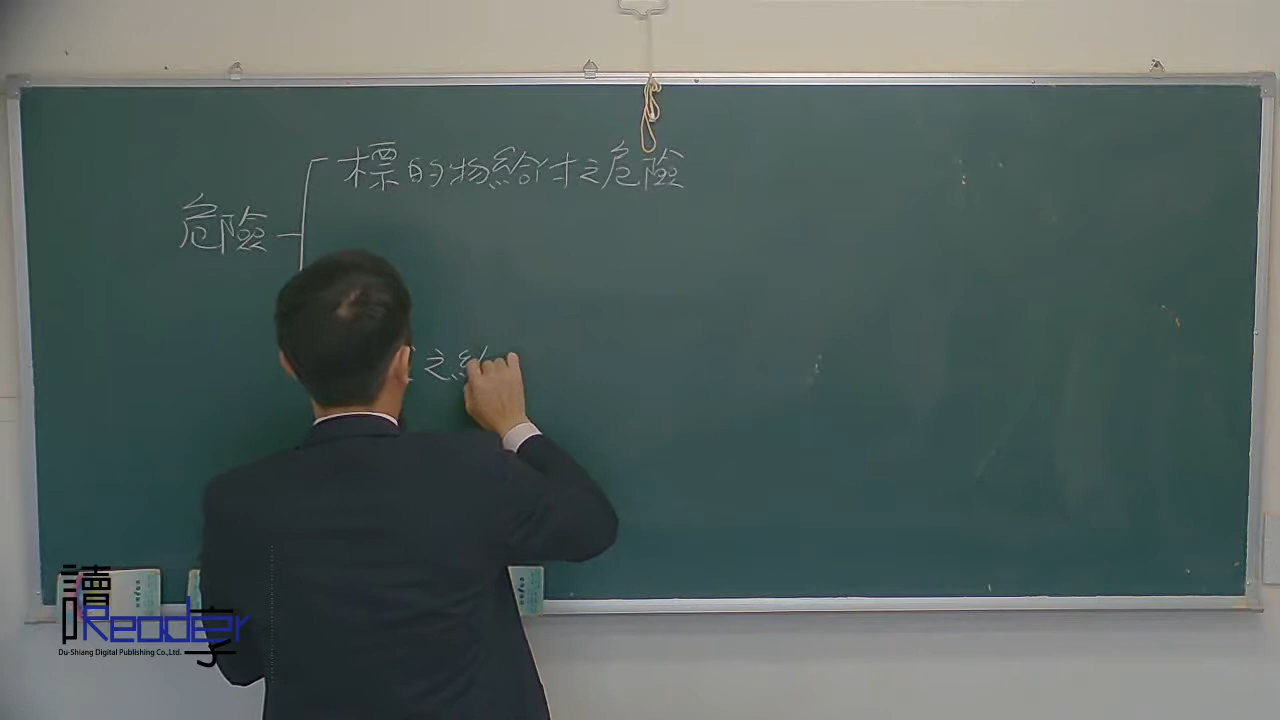 標的物給付之危險
危險
之
讀享
Reader
Du-Shiang Digital Publishing Co.,Ltd.